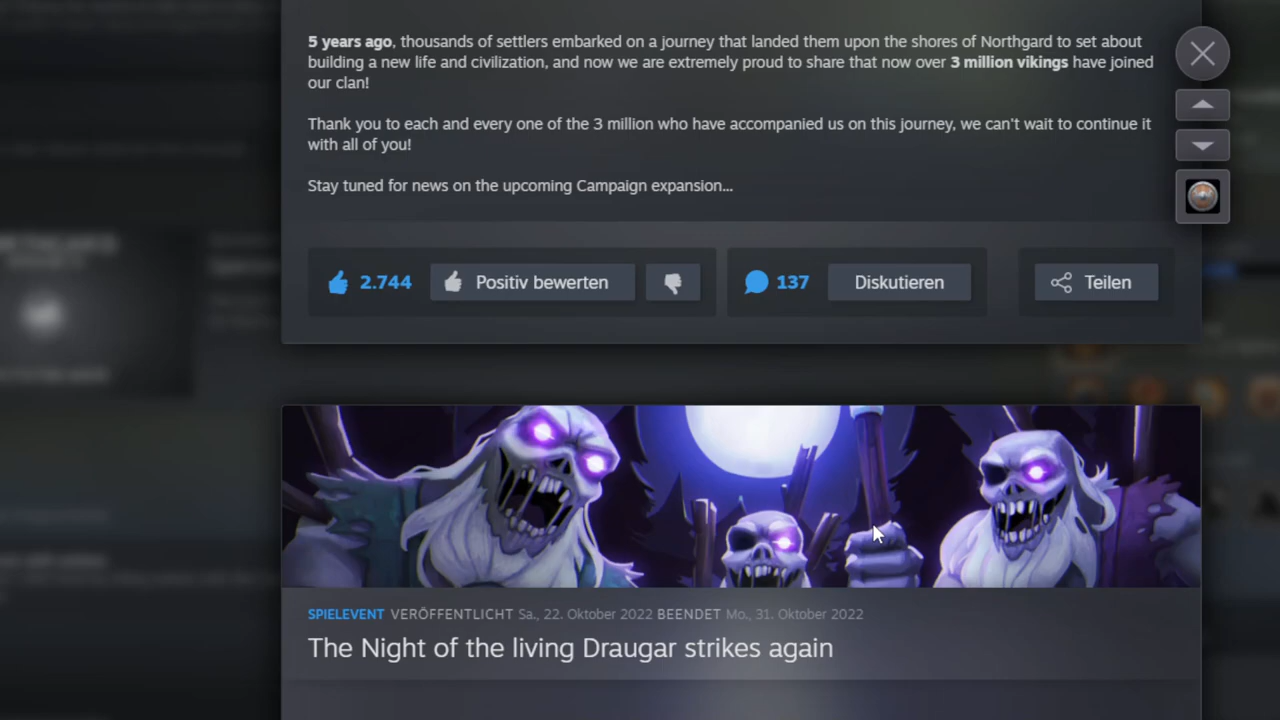 5 years ago, thousands of settlers embarked on a journey that landed them upon the shores of Northgard to set about
building a new life and civilization, and now we are extremely proud to share that now over 3 million vikings have joined
our clan!
Thank you to each and every one of the 3 million who have accompanied us on this journey, we can't wait to continue it
with all of you!
Stay tuned for news on the upcoming Campaign expansion...
2.744 Positiv bewerten 137 Diskutieren Teilen
SPIELEVENT VERÖFFENTLICHT Sa., 22. Oktober 2022 BEENDET Mo., 31. Oktober 2022
The Night of the living Draugar strikes again